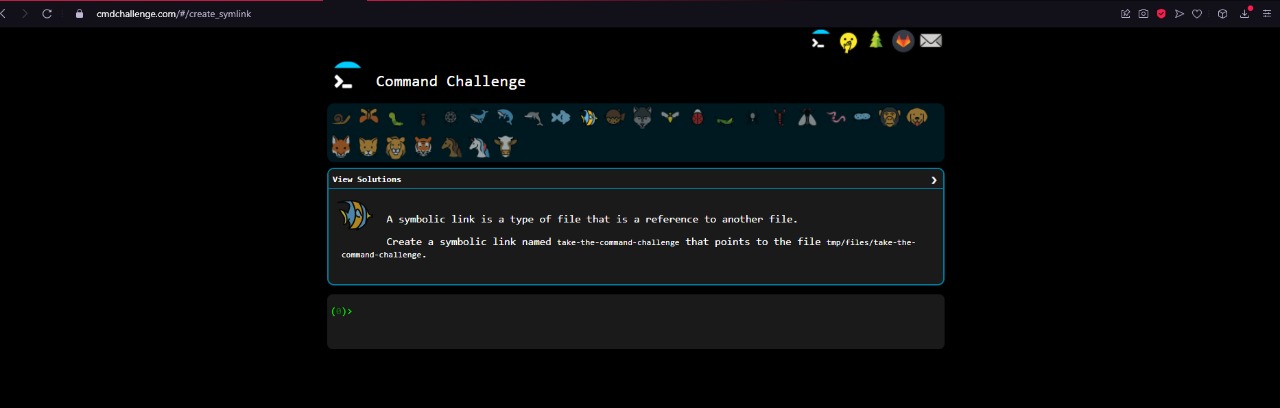 cmdchallenge.com/#/create_symlink
Command Challenge
View Solutions
A symbolic link is a type of file that is a reference to another file.
Create a symbolic link named take-the-command-challenge that points to the file tmp/files/take-the-
command-challenge.
(0)>